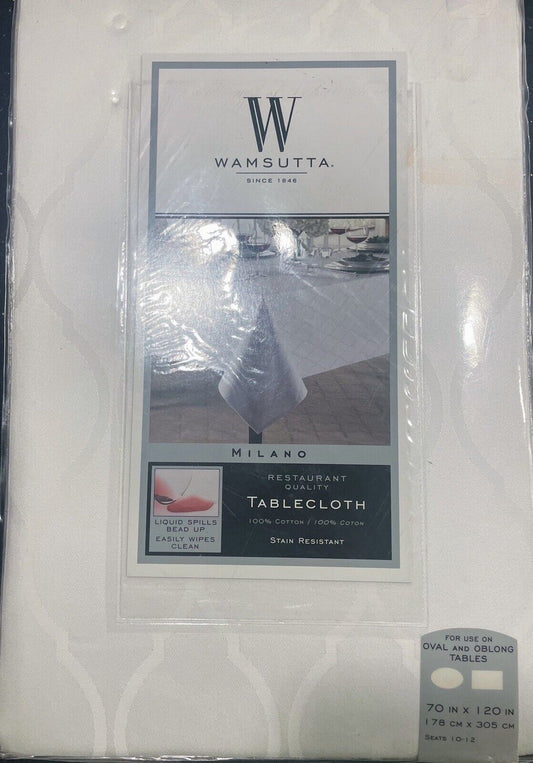 W
WAMSUTTA®
SINCE 1846
MILANO
RESTAURANT
QUALITY
TABLECLOTH
100% COTTON / 100% COTON
STAIN RESISTANT
LIQUID SPILLS
BEAD UP
EASILY WIPES
CLEAN
FOR USE ON
OVAL AND OBLONG
TABLES
70 IN X 120 IN
178 CM X 305 CM
SEATS 10-12